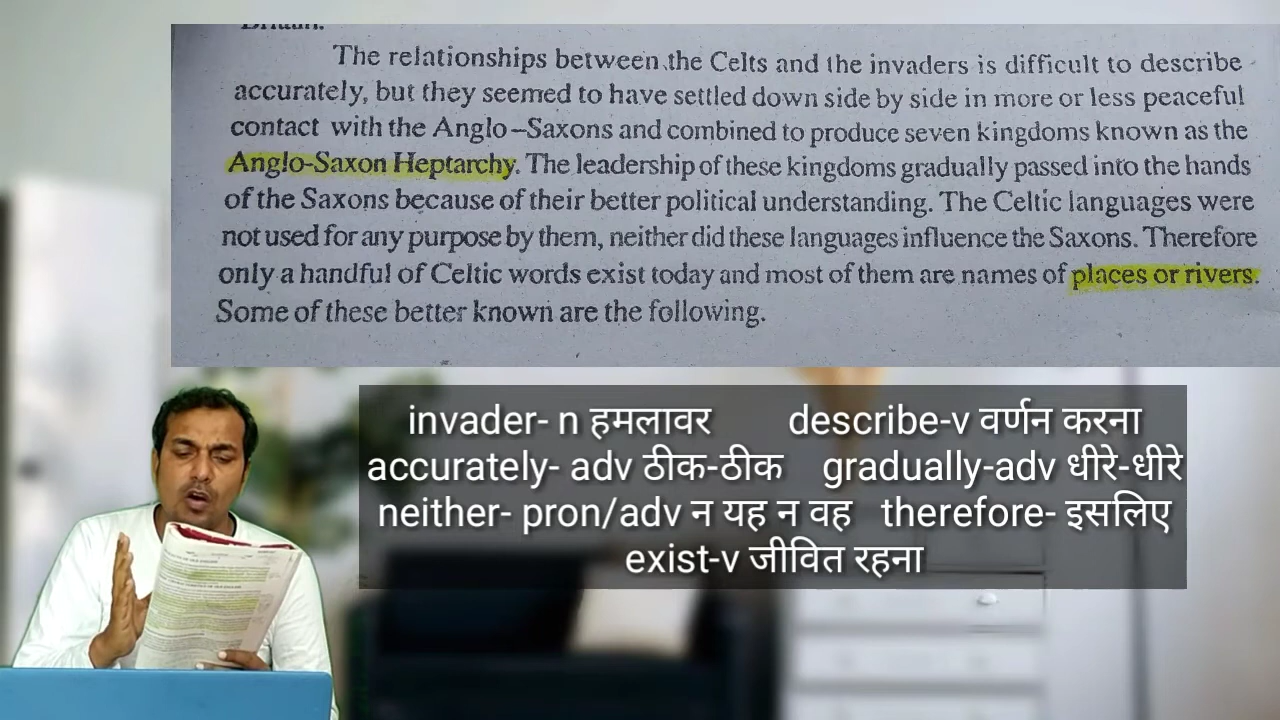 The relationships between the Celts and the invaders is difficult to describe
accurately, but they seemed to have settled down side by side in more or less peaceful
contact with the Anglo–Saxons and combined to produce seven kingdoms known as the
Anglo-Saxon Heptarchy. The leadership of these kingdoms gradually passed into the hands
of the Saxons because of their better political understanding. The Celtic languages were
not used for any purpose by them, neither did these languages influence the Saxons. Therefore
only a handful of Celtic words exist today and most of them are names of places or rivers.
Some of these better known are the following.
invader- n हमलावर describe-v वर्णन करना
accurately- adv ठीक-ठीक gradually-adv धीरे-धीरे
neither- pron/adv न यह न वह therefore- इसलिए
exist-v जीवित रहना